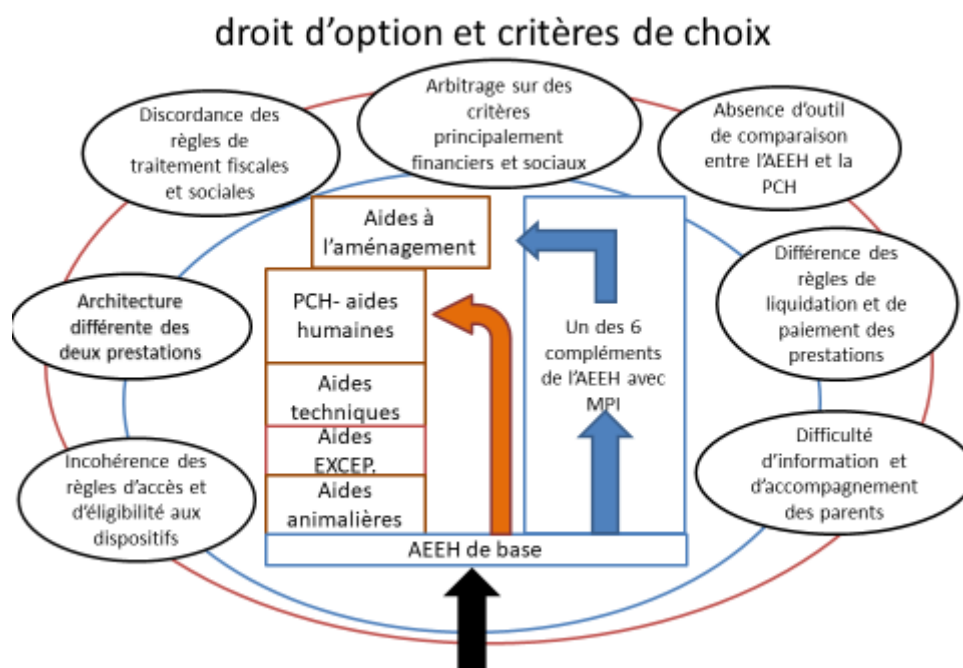 droit d'option et critères de choix
Arbitrage sur des
critères
principalement
financiers et sociaux
Discordance des
règles de
traitement fiscales
et sociales
Absence d'outil
de comparaison
entre l'AEEH et la
PCH
Architecture
différente des
deux prestations
Différence des
règles de
liquidation et de
paiement des
prestations
Incohérence des
règles d'accès et
d'éligibilité aux
dispositifs
Difficulté
d'information et
d'accompagnement
des parents
Aides à
l'aménagement
PCH- aides
humaines
Aides
techniques
Aides
EXCEP.
Aides
animalières
Un des 6
compléments
de l'AEEH avec
MPI
AEEH de base